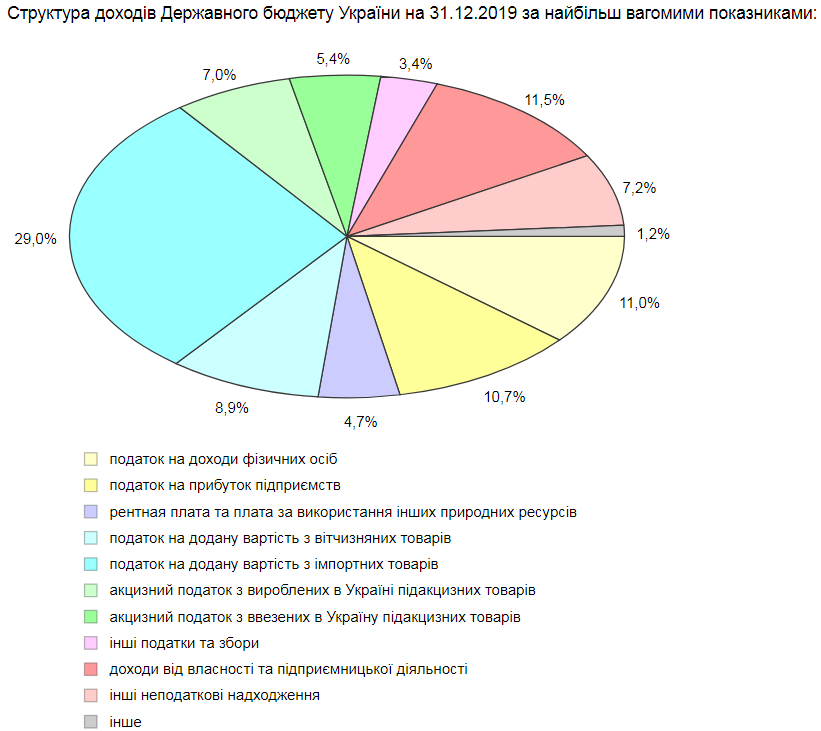 Структура доходів Державного бюджету України на 31.12.2019 за найбільш вагомими показниками:
5,4%
3,4%
7,0%
11,5%
7,2%
1,2%
29,0%
11,0%
10,7%
8,9%
4,7%
податок на доходи фізичних осіб
податок на прибуток підприємств
рентная плата та плата за використання інших природних ресурсів
податок на додану вартість з вітчизняних товарів
податок на додану вартість з імпортних товарів
акцизний податок з вироблених в Україні підакцизних товарів
акцизний податок з ввезених в Україну підакцизних товарів
інші податки та збори
доходи від власності та підприємницької діяльності
інші неподаткові надходження
інше